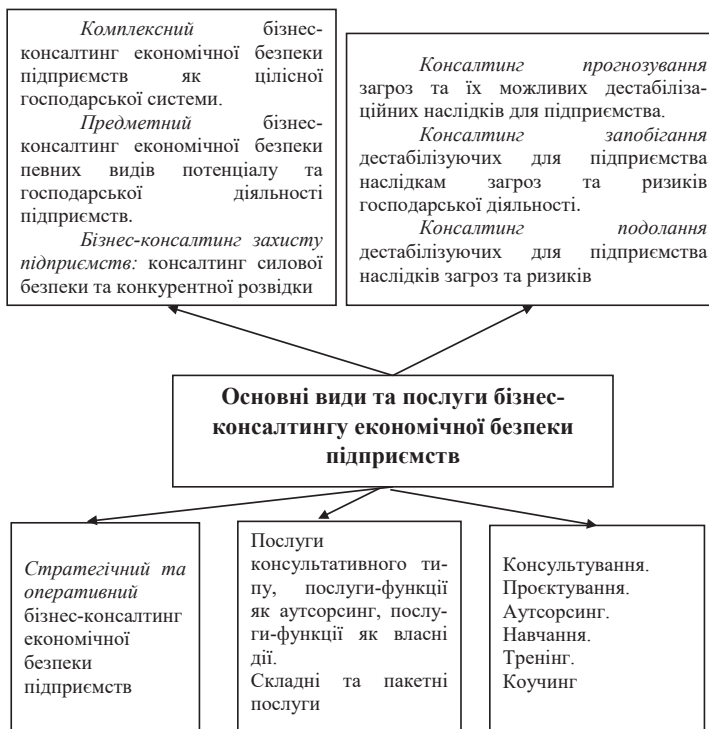 Комплексний бізнес-
консалтинг економічної безпеки
підприємств як цілісної
господарської системи.
Предметний бізнес-
консалтинг економічної безпеки
певних видів потенціалу та
господарської діяльності
підприємств.
Бізнес-консалтинг захисту
підприємств: консалтинг силової
безпеки та конкурентної розвідки
Консалтинг прогнозування
загроз та їх можливих дестабіліза-
ційних наслідків для підприємства.
Консалтинг запобігання
дестабілізуючих для підприємства
наслідкам загроз та ризиків
господарської діяльності.
Консалтинг подолання
дестабілізуючих для підприємства
наслідків загроз та ризиків
Основні види та послуги бізнес-
консалтингу економічної безпеки
підприємств
Стратегічний та
оперативний
бізнес-консалтинг
економічної
безпеки
підприємств
Послуги
консультативного ти-
пу, послуги-функції
як аутсорсинг, послу-
ги-функції як власні
дії.
Складні та пакетні
послуги
Консультування.
Проєктування.
Аутсорсинг.
Навчання.
Тренінг.
Коучинг